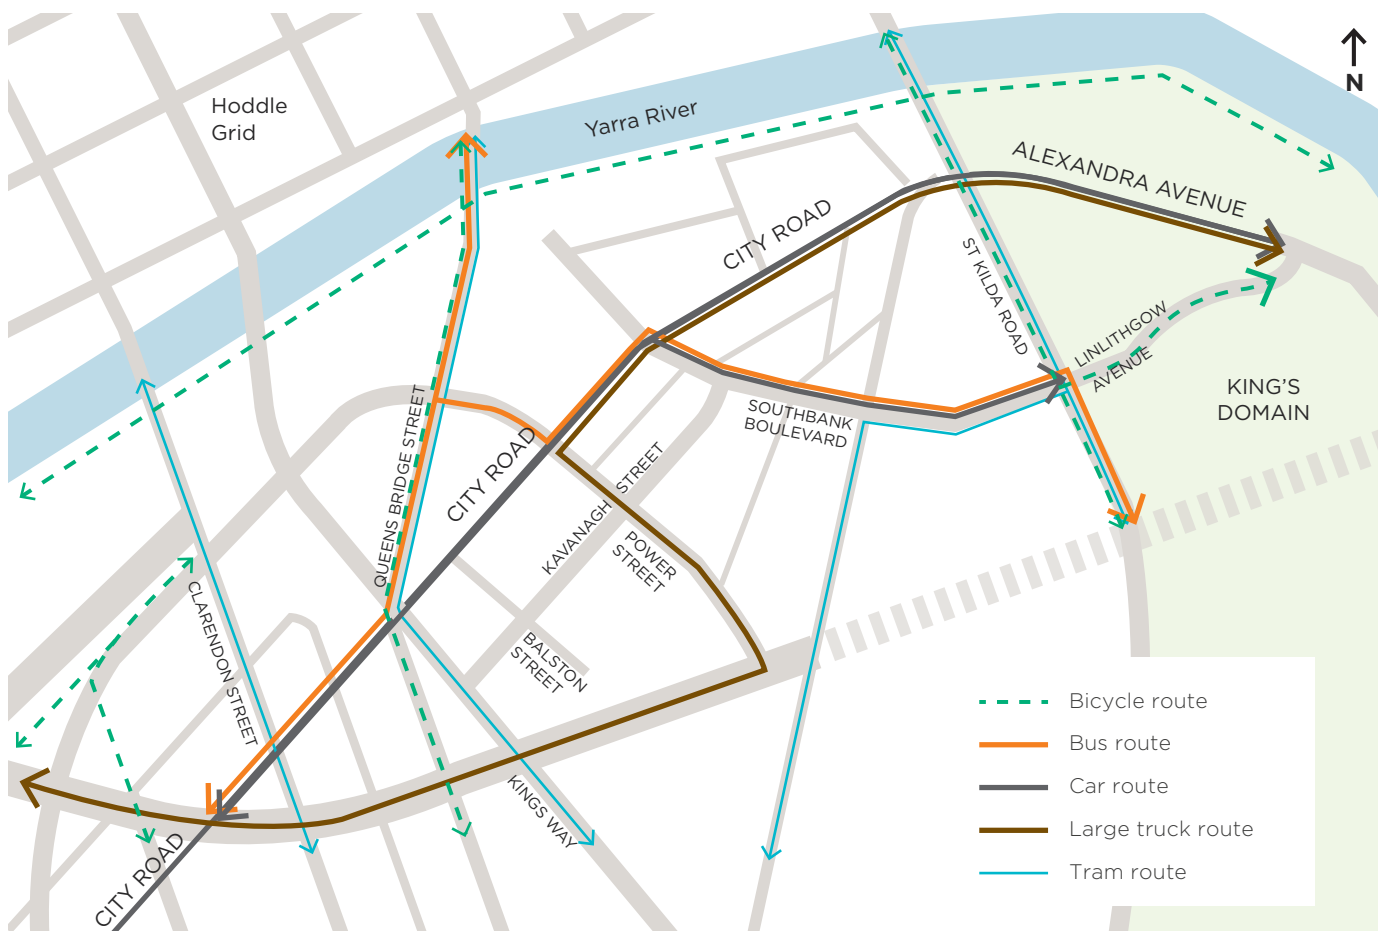 Hoddle
Grid
Yarra River
N
ALEXANDRA AVENUE
CITY ROAD
ST KILDA ROAD
LINLITHGOW
AVENUE
KING'S
DOMAIN
SOUTHBANK
BOULEVARD
QUEENS BRIDGE STREET
CITY ROAD
KAVANAGH STREET
POWER
STREET
CLARENDON STREET
BALSTON
STREET
KINGS WAY
CITY ROAD
Bicycle route
Bus route
Car route
Large truck route
Tram route